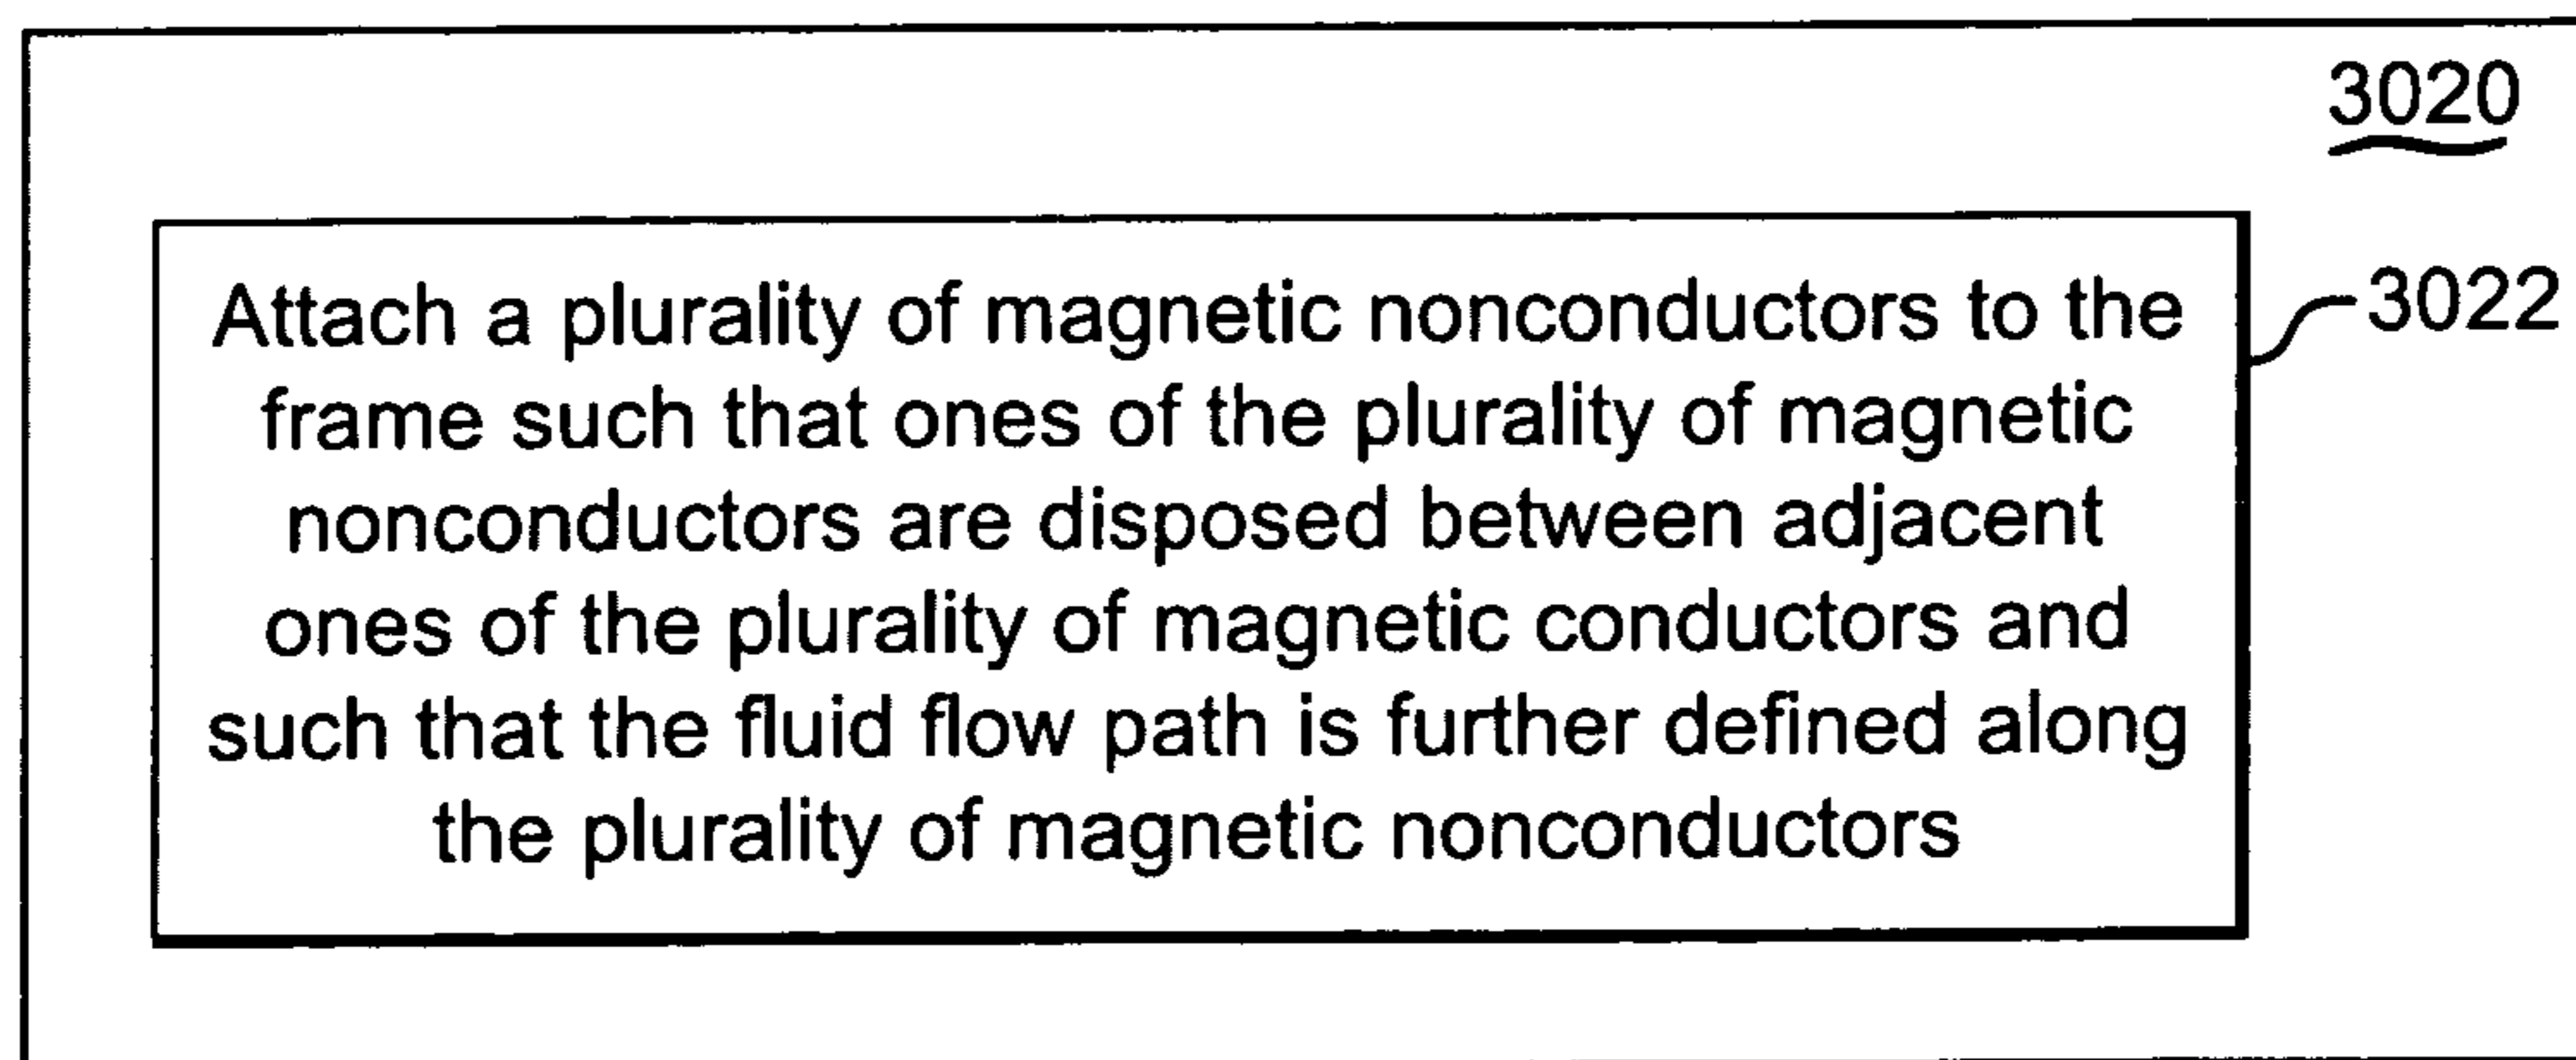 3020
Attach a plurality of magnetic nonconductors to the
3022
frame such that ones of the plurality of magnetic
nonconductors are disposed between adjacent
ones of the plurality of magnetic conductors and
such that the fluid flow path is further defined along
the plurality of magnetic nonconductors